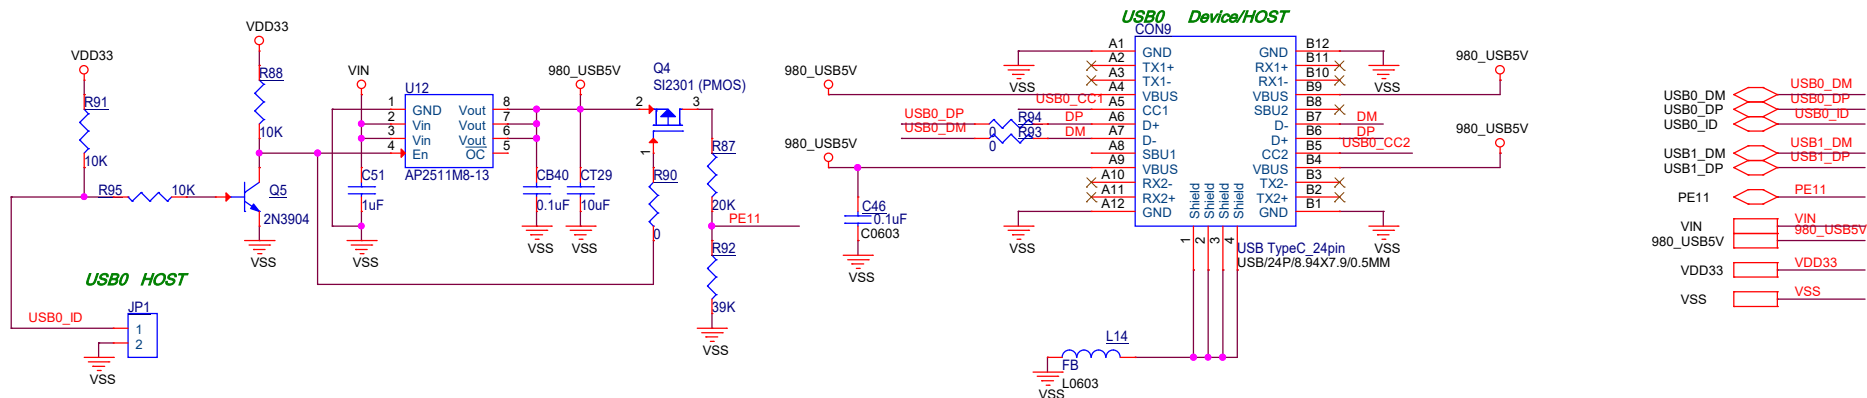 USB0 Device/HOST
VDD33
VDD33
R91
10K
R88
10K
R95
10K
Q5
2N3904
VSS
USB0 HOST
JP1
USB0_ID
1
2
VSS
VIN
U12
1
2
3
4
GND
Vin
Vin
En
Vout
Vout
Vout
OC
8
7
6
5
AP2511M8-13
C51
1uF
VSS
980_USB5V
CB40
0.1uF
VSS
CT29
10uF
VSS
Q4
SI2301 (PMOS)
2
3
1
R90
0
R87
20K
PE11
R92
39K
VSS
CON9
A1
A2
A3
A4
A5
A6
A7
A8
A9
A10
A11
A12
GND
TX1+
TX1-
VBUS
CC1
D+
D-
SBU1
VBUS
RX2-
RX2+
GND
GND
RX1+
RX1-
VBUS
SBU2
D-
D+
CC2
VBUS
TX2-
TX2+
GND
B12
B11
B10
B9
B8
B7
B6
B5
B4
B3
B2
B1
Shield
Shield
Shield
Shield
1
2
3
4
USB TypeC_24pin
USB/24P/8.94X7.9/0.5MM
VSS
980_USB5V
USB0_CC1
USB0_DP
R94
DP
USB0_DM
0
R93
DM
0
980_USB5V
C46
0.1uF
C0603
VSS
VSS
VSS
980_USB5V
DM
DP
USB0_CC2
980_USB5V
VSS
L14
FB
L0603
VSS
USB0_DM
USB0_DM
USB0_DP
USB0_DP
USB0_ID
USB0_ID
USB1_DM
USB1_DM
USB1_DP
USB1_DP
PE11
PE11
VIN
VIN
980_USB5V
980_USB5V
VDD33
VDD33
VSS
VSS